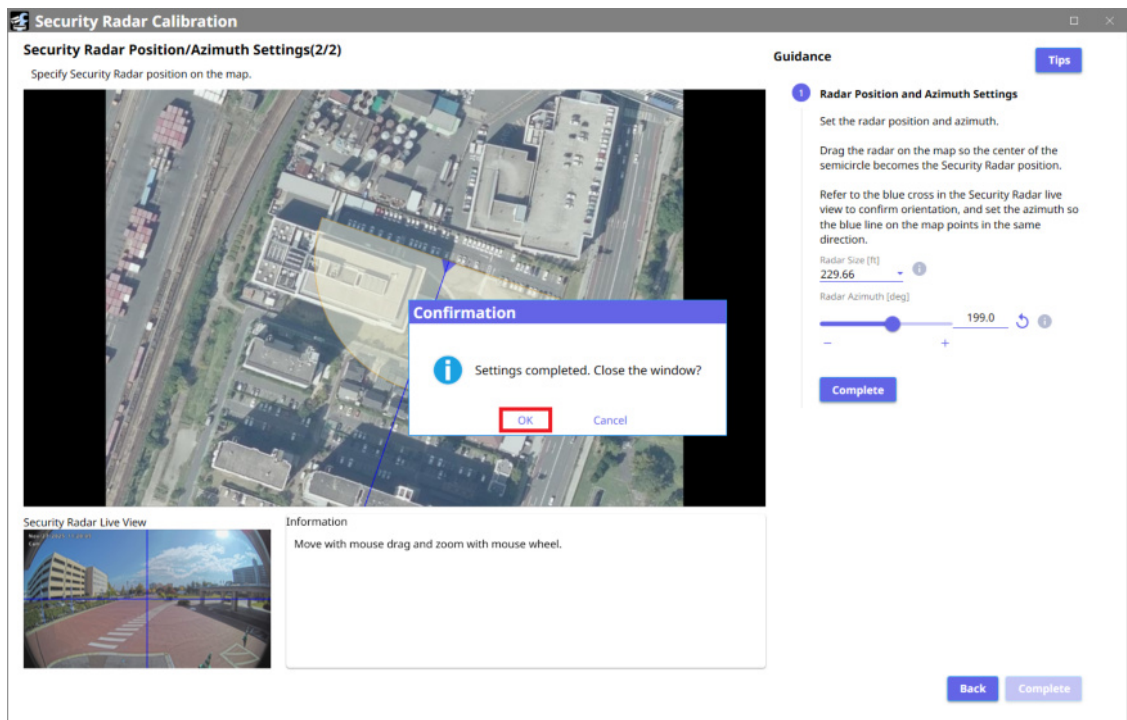 Security Radar Calibration
Security Radar Position/Azimuth Settings(2/2)
Specify Security Radar position on the map.
Guidance
Tips
1
Radar Position and Azimuth Settings
Set the radar position and azimuth.
Drag the radar on the map so the center of the
semicircle becomes the Security Radar position.
Refer to the blue cross in the Security Radar live
view to confirm orientation, and set the azimuth so
the blue line on the map points in the same
direction.
Radar Size [ft]
229.66
Radar Azimuth [deg]
199.0
− +
Complete
Confirmation
Settings completed. Close the window?
OK Cancel
Security Radar Live View
Information
Move with mouse drag and zoom with mouse wheel.
Back Complete